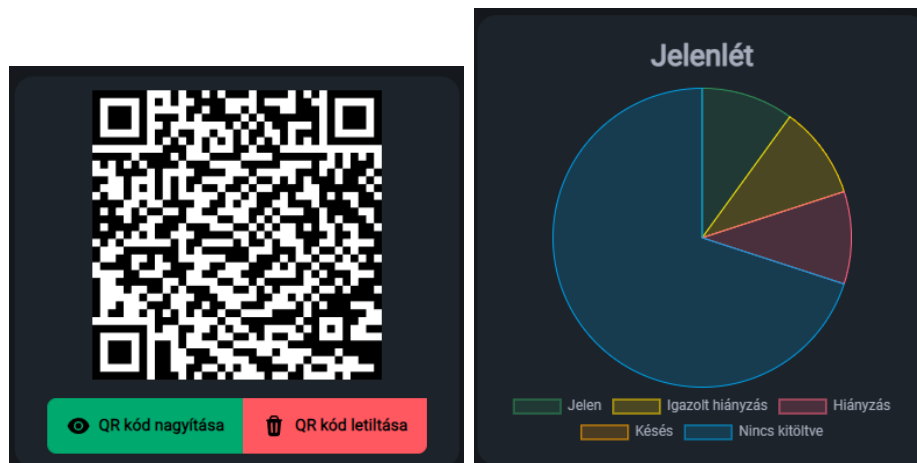 QR kód nagyítása
QR kód letiltása
Jelenlét
Jelen
Igazolt hiányzás
Hiányzás
Késés
Nincs kitöltve